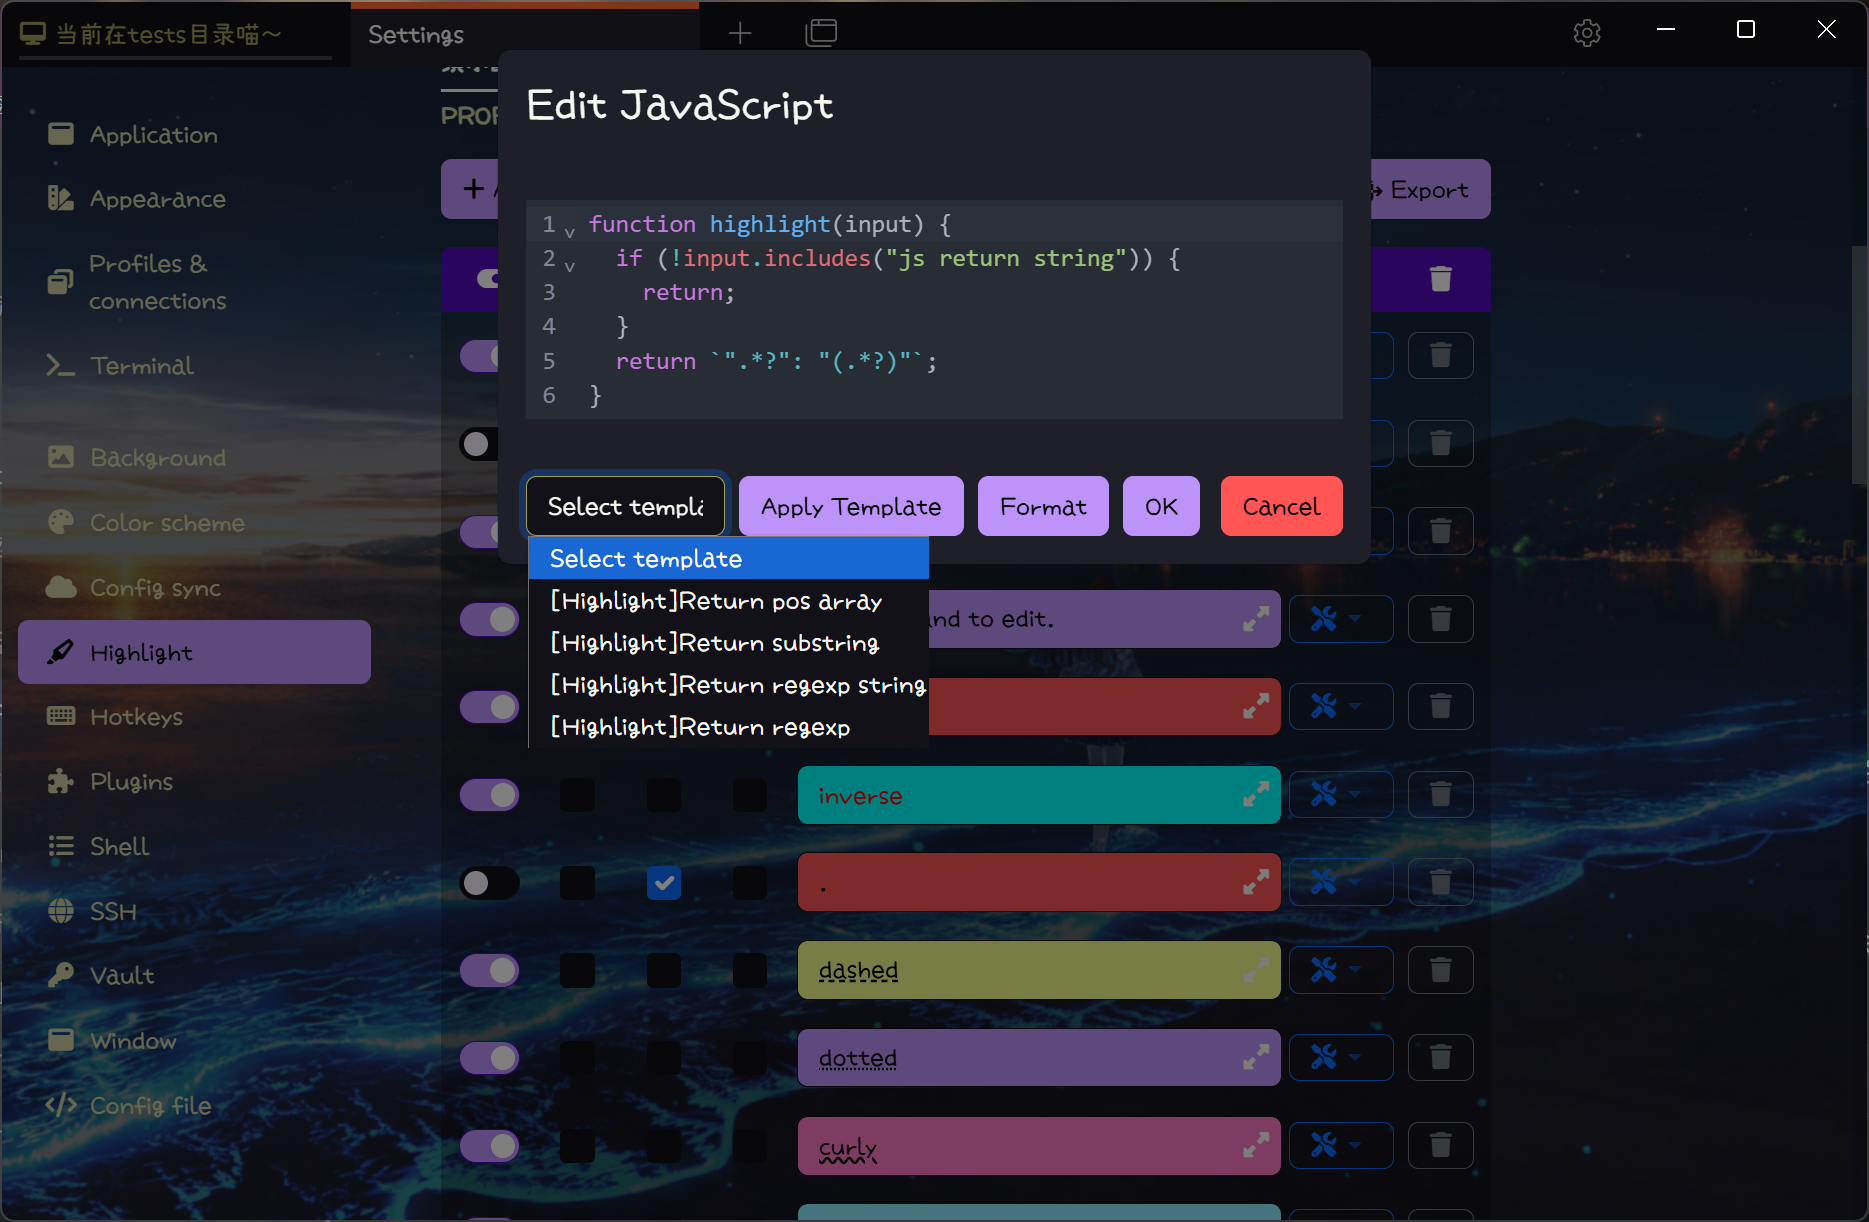 当前在tests目录喵～
Settings
Application
Appearance
Profiles &
connections
Terminal
Background
Color scheme
Config sync
Highlight
Hotkeys
Plugins
Shell
SSH
Vault
Window
Config file
Export
Edit JavaScript
1 function highlight(input) {
2 if (!input.includes("js return string")) {
3 return;
4 }
5 return `".*?": "(.*?)"`;
6 }
Select templa
Apply Template
Format
OK
Cancel
Select template
[Highlight]Return pos array
[Highlight]Return substring
[Highlight]Return regexp string
[Highlight]Return regexp
to edit.
inverse
.
dashed
dotted
curly